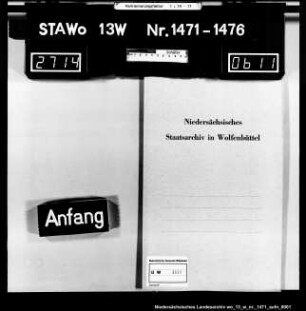 STAWo 13W Nr. 1471-1476
2714
0611
Niedersächsisches
Staatsarchiv in Wolfenbüttel
Anfang
Niedersächsisches Landesarchiv wo_13_w_nr_1471_aufn_0001